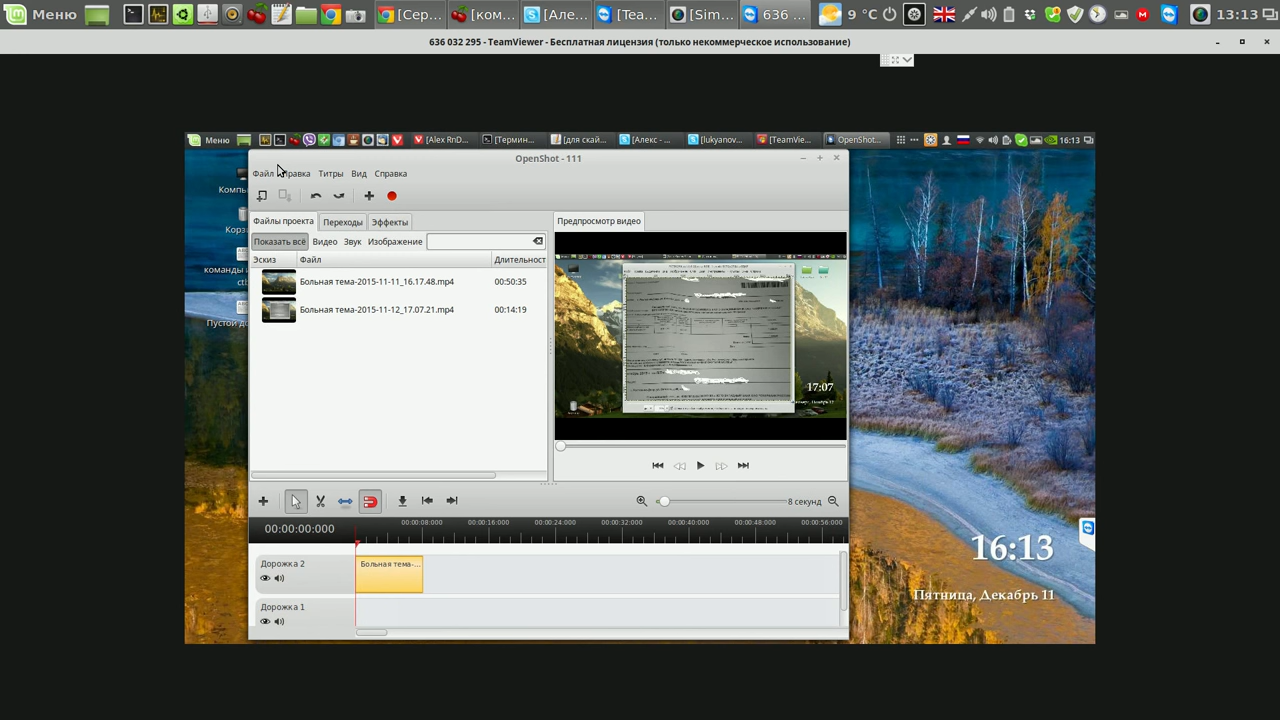 Меню [Сер... [ком... [Але... [Tea... [Sim... 636 ... 9 °C 13:13
636 032 295 - TeamViewer - Бесплатная лицензия (только некоммерческое использование)
Меню [Alex RnD... [Термин... [для скай... [Алекс - ... [lukyanov... [TeamVie... OpenShot... 16:13
OpenShot - 111
Файл Титры Вид Справка
Файлы проекта Переходы Эффекты Предпросмотр видео
Показать всё Видео Звук Изображение
Эскиз Файл Длительност
Больная тема-2015-11-11_16.17.48.mp4 00:50:35
Больная тема-2015-11-12_17.07.21.mp4 00:14:19
17:07
8 секунд
00:00:00:000 00:00:08:000 00:00:16:000 00:00:24:000 00:00:32:000 00:00:40:000 00:00:48:000 00:00:56:000
Дорожка 2 Больная тема-...
Дорожка 1
16:13
Пятница, Декабрь 11